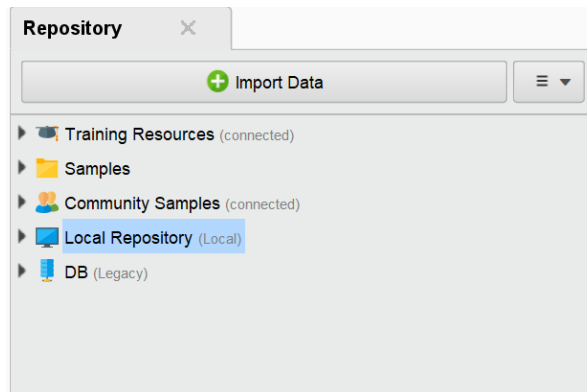 Repository
Import Data
Training Resources (connected)
Samples
Community Samples (connected)
Local Repository (Local)
DB (Legacy)